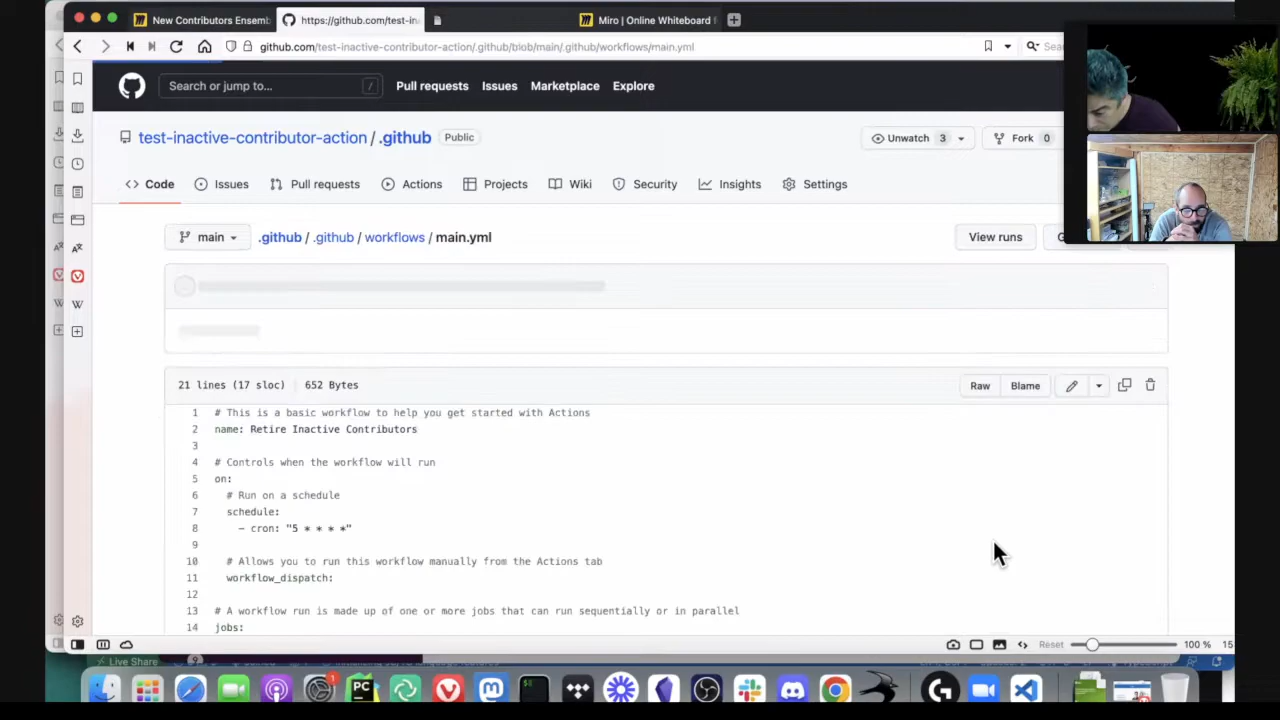 New Contributors Ensemb
https://github.com/test-in
Miro | Online Whiteboard f
github.com/test-inactive-contributor-action/.github/blob/main/.github/workflows/main.yml
Sear
Search or jump to...
/
Pull requests
Issues
Marketplace
Explore
test-inactive-contributor-action / .github
Public
Unwatch 3
Fork 0
Code
Issues
Pull requests
Actions
Projects
Wiki
Security
Insights
Settings
main
.github / .github / workflows / main.yml
View runs
21 lines (17 sloc)
652 Bytes
Raw
Blame
1 # This is a basic workflow to help you get started with Actions
2 name: Retire Inactive Contributors
3
4 # Controls when the workflow will run
5 on:
6 # Run on a schedule
7 schedule:
8 - cron: "5 * * * *"
9
10 # Allows you to run this workflow manually from the Actions tab
11 workflow_dispatch:
12
13 # A workflow run is made up of one or more jobs that can run sequentially or in parallel
14 jobs:
Reset
100 %
15
Live Share
PC